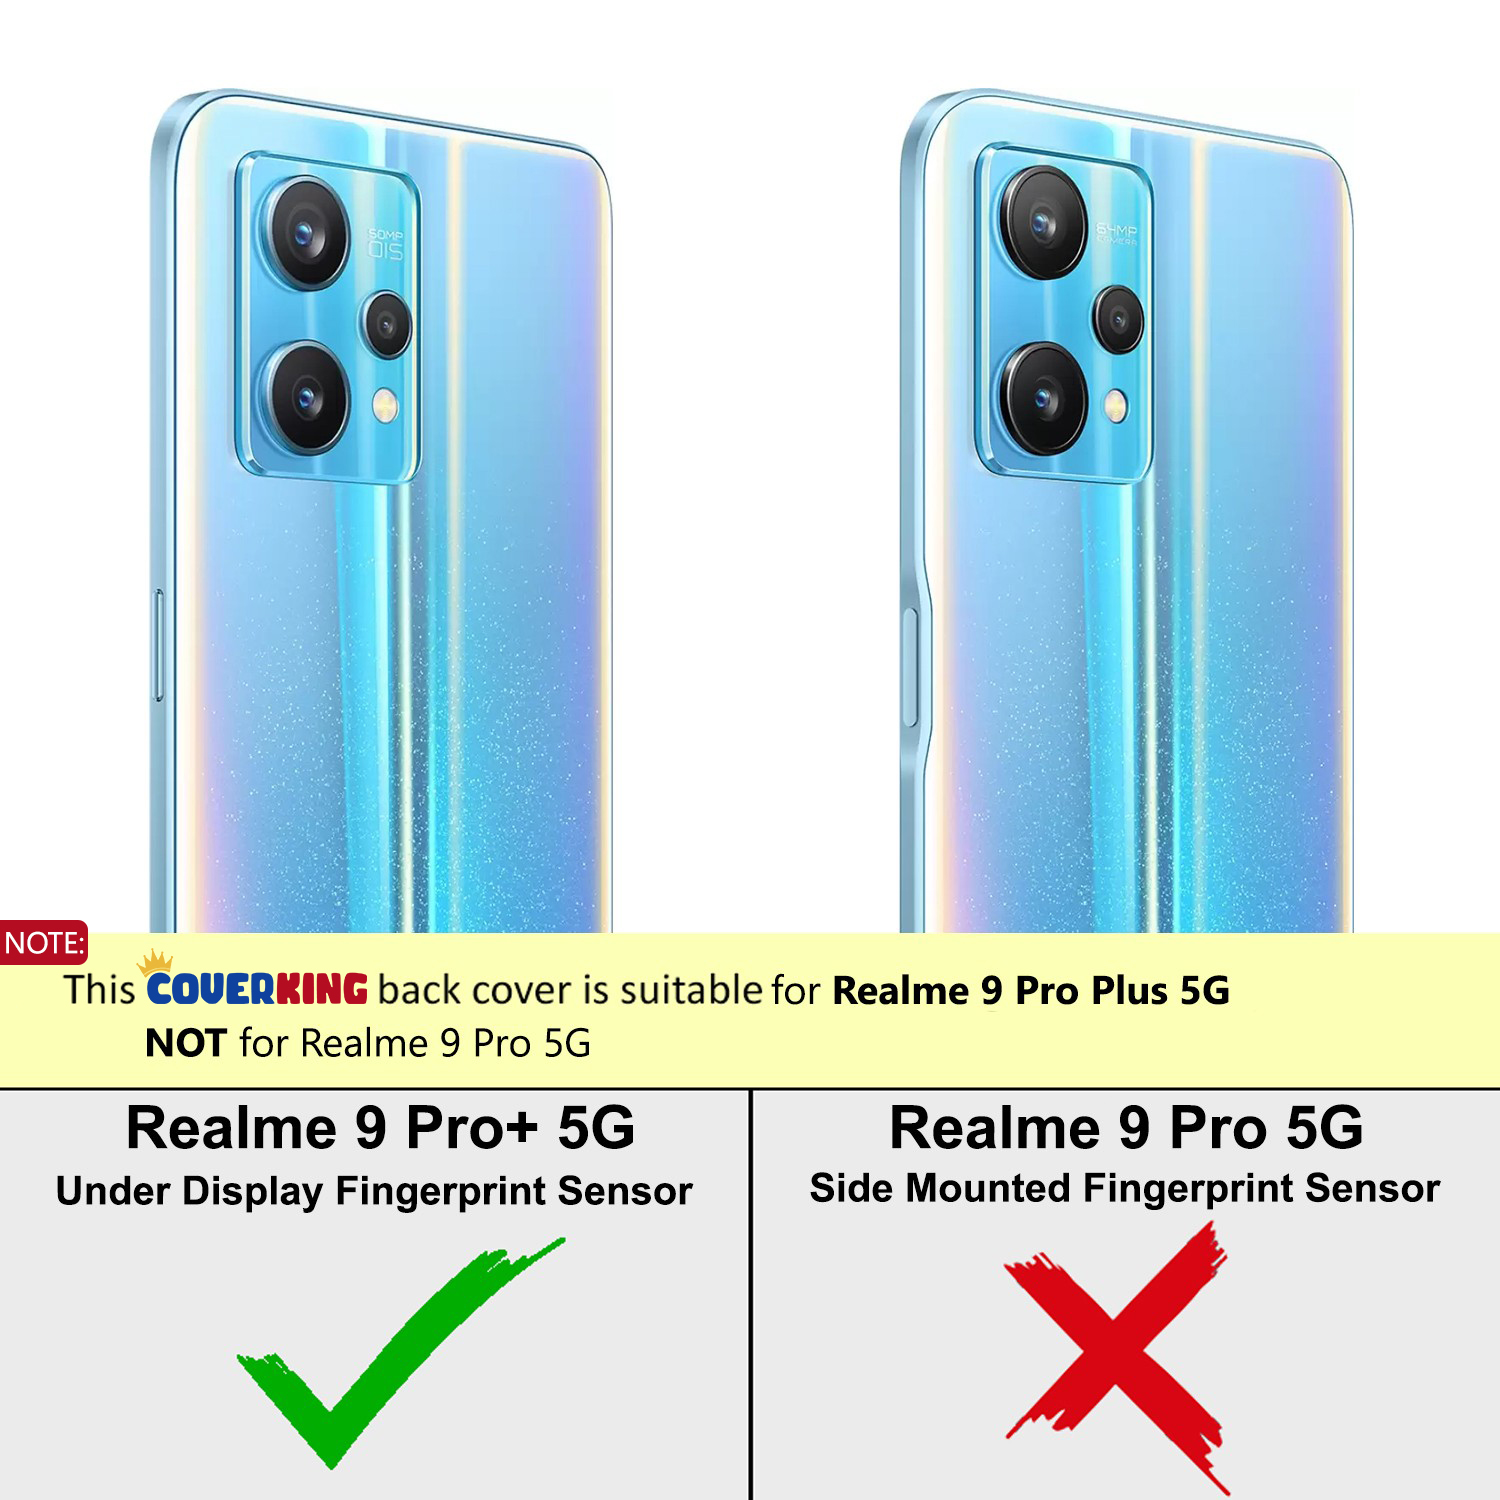 50MP
OIS
64MP
CAMERA
NOTE:
This COVERKING back cover is suitable for Realme 9 Pro Plus 5G
NOT for Realme 9 Pro 5G
Realme 9 Pro+ 5G
Under Display Fingerprint Sensor
Realme 9 Pro 5G
Side Mounted Fingerprint Sensor